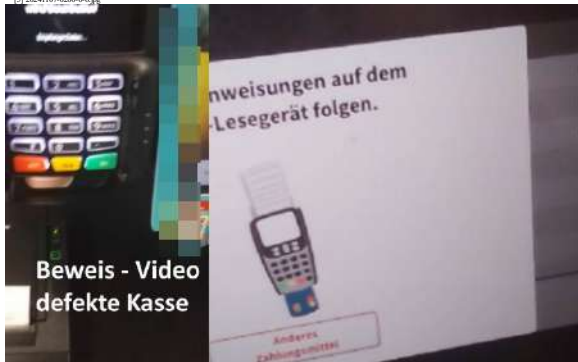 Beweis - Video
defekte Kasse
nweisungen auf dem
-Lesegerät folgen.
Anderes
Zahlungsmittel